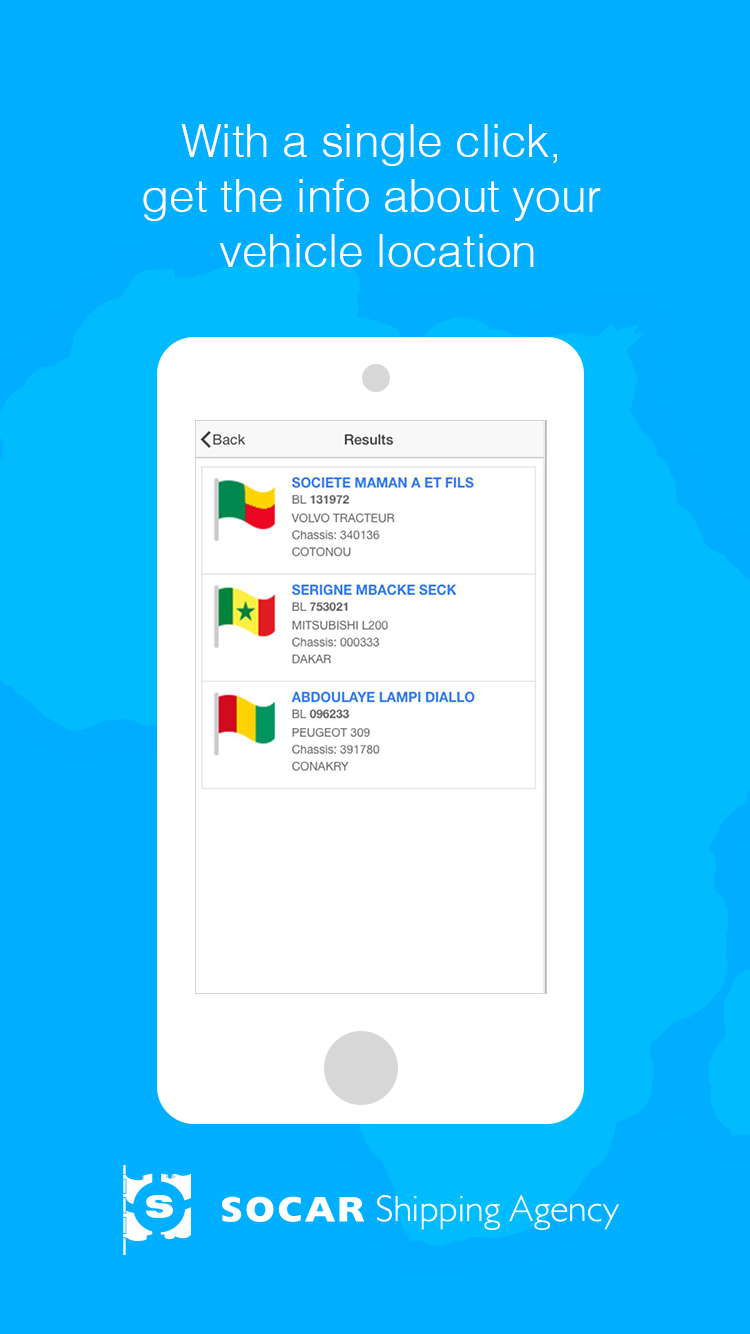 With a single click,
get the info about your
vehicle location
Back
Results
SOCIETE MAMAN A ET FILS
BL 131972
VOLVO TRACTEUR
Chassis: 340136
COTONOU
SERIGNE MBACKE SECK
BL 753021
MITSUBISHI L200
Chassis: 000333
DAKAR
ABDOULAYE LAMPI DIALLO
BL 096233
PEUGEOT 309
Chassis: 391780
CONAKRY
S
SOCAR Shipping Agency